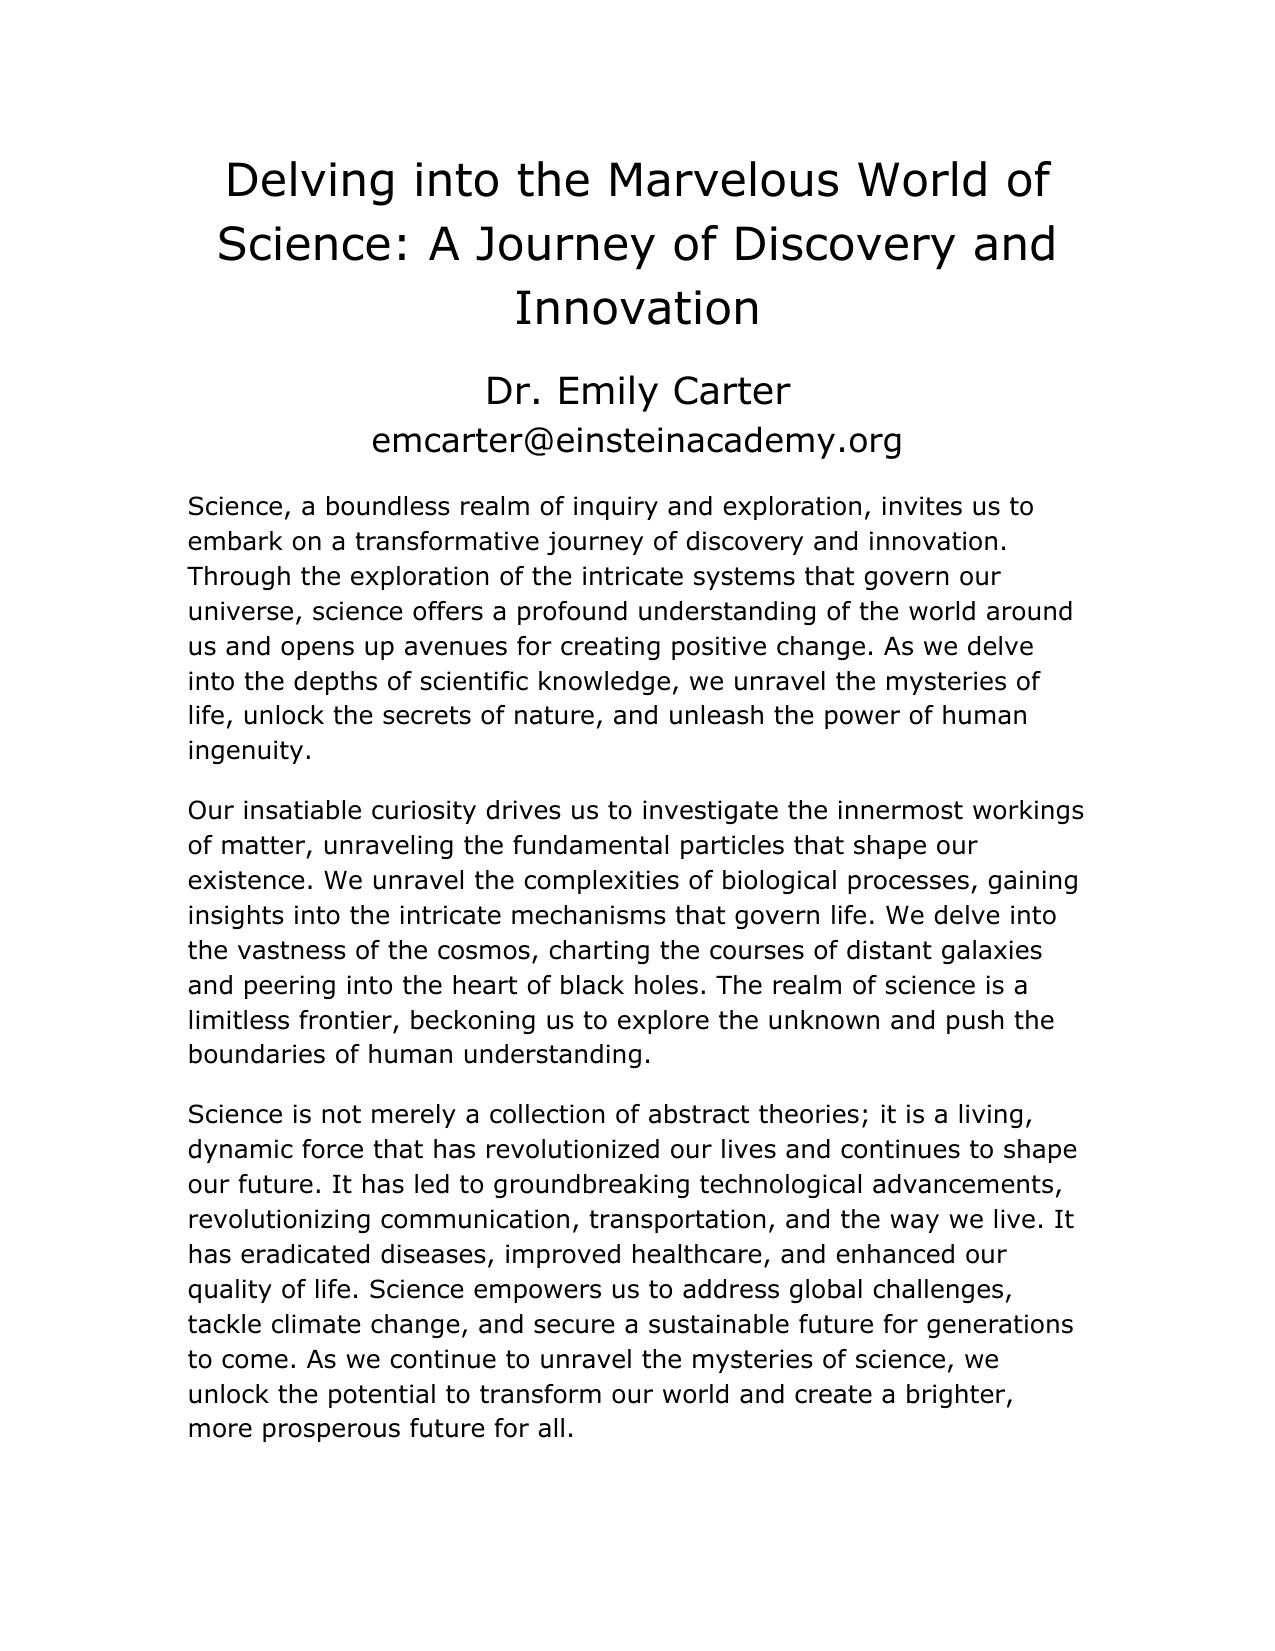 Delving into the Marvelous World of
Science: A Journey of Discovery and
Innovation
Dr. Emily Carter
emcarter@einsteinacademy.org
Science, a boundless realm of inquiry and exploration, invites us to
embark on a transformative journey of discovery and innovation.
Through the exploration of the intricate systems that govern our
universe, science offers a profound understanding of the world around
us and opens up avenues for creating positive change. As we delve
into the depths of scientific knowledge, we unravel the mysteries of
life, unlock the secrets of nature, and unleash the power of human
ingenuity.
Our insatiable curiosity drives us to investigate the innermost workings
of matter, unraveling the fundamental particles that shape our
existence. We unravel the complexities of biological processes, gaining
insights into the intricate mechanisms that govern life. We delve into
the vastness of the cosmos, charting the courses of distant galaxies
and peering into the heart of black holes. The realm of science is a
limitless frontier, beckoning us to explore the unknown and push the
boundaries of human understanding.
Science is not merely a collection of abstract theories; it is a living,
dynamic force that has revolutionized our lives and continues to shape
our future. It has led to groundbreaking technological advancements,
revolutionizing communication, transportation, and the way we live. It
has eradicated diseases, improved healthcare, and enhanced our
quality of life. Science empowers us to address global challenges,
tackle climate change, and secure a sustainable future for generations
to come. As we continue to unravel the mysteries of science, we
unlock the potential to transform our world and create a brighter,
more prosperous future for all.